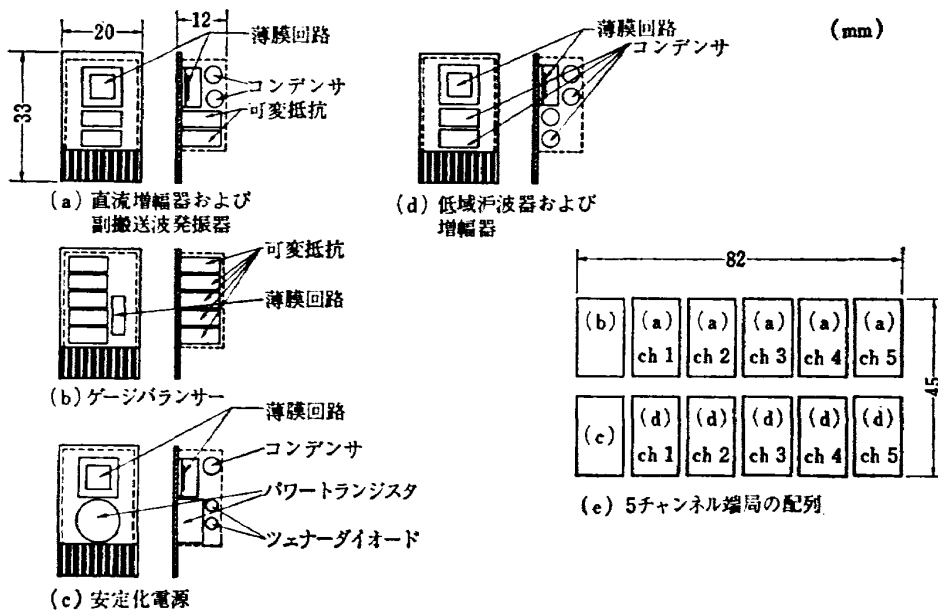 20
12
33
薄膜回路
コンデンサ
可変抵抗
(a) 直流増幅器および
副搬送波発振器
薄膜回路
コンデンサ
(mm)
(d) 低域沪波器および
増幅器
可変抵抗
薄膜回路
(b) ゲージバランサー
薄膜回路
コンデンサ
パワートランジスタ
ツェナーダイオード
(c) 安定化電源
82
45
(b) (a) (a) (a) (a) (a)
ch 1 ch 2 ch 3 ch 4 ch 5
(c) (d) (d) (d) (d) (d)
ch 1 ch 2 ch 3 ch 4 ch 5
(e) 5チャンネル端局の配列